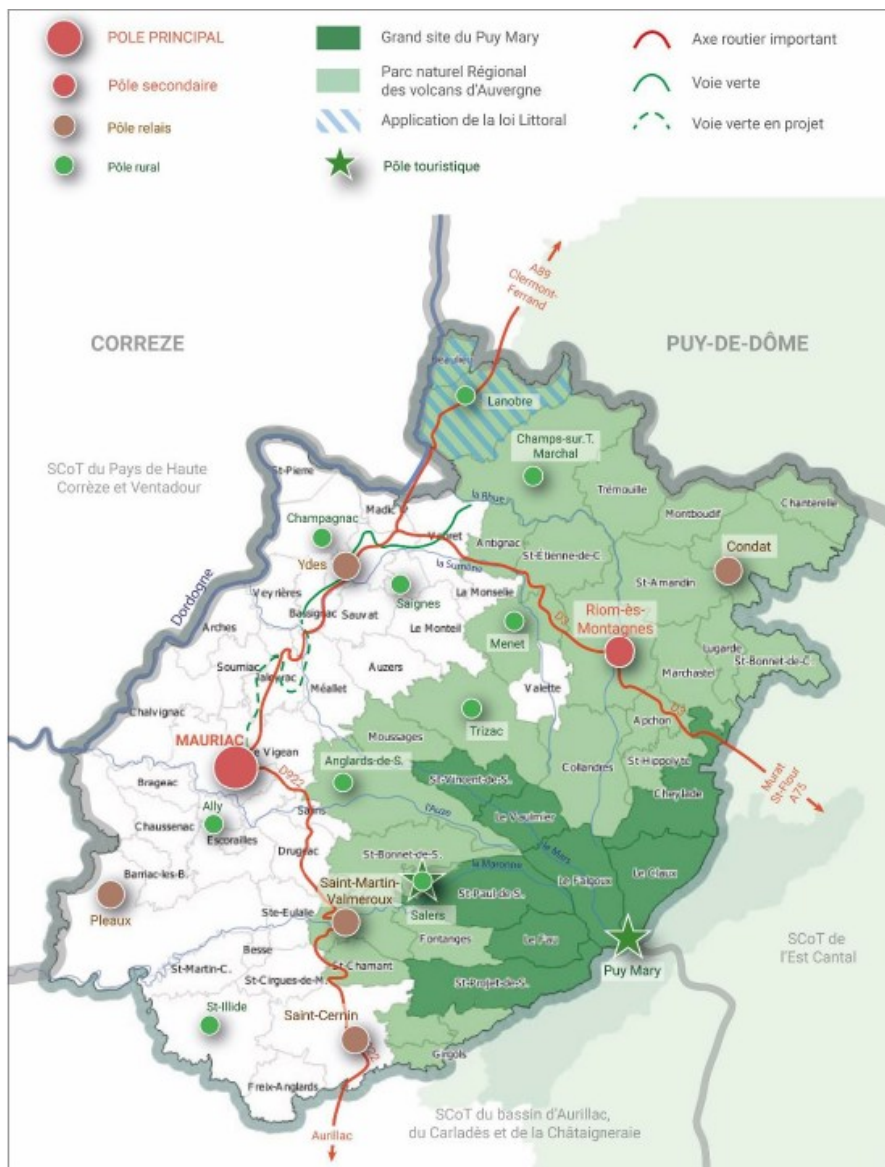 POLE PRINCIPAL
Pôle secondaire
Pôle relais
Pôle rural
Grand site du Puy Mary
Parc naturel Régional
des volcans d'Auvergne
Application de la loi Littoral
Pôle touristique
Axe routier important
Voie verte
Voie verte en projet
A89
Clermont-
Ferrand
CORREZE
PUY-DE-DÔME
Beaulieu
Lanobre
Champs-sur.T.
Marchal
SCoT du Pays de Haute
Corrèze et Ventadour
St-Pierre
Trémouille
Chanterelle
Montboudif
la Rhue
Madic
Champagnac
Vebret
Antignac
St-Étienne-de-C.
Condat
Ydes
la Sumène
St-Amandin
Dordogne
Veyrières
Saignes
La Monselie
Bassignac
Sauvat
D3
Riom-ès-
Montagnes
Arches
Le Monteil
Menet
Lugarde
St-Bonnet-de-C.
Sourniac
Jaleyrac
Auzers
Marchastel
Méallet
Valette
Chalvignac
Trizac
Apchon
D3
MAURIAC
Le Vigean
Moussages
St-Hippolyte
D922
Anglards-de-S.
St-Vincent-de-S.
Collandres
Cheylade
Murat
St-Flour
A75
Brageac
Ally
Salins
l'Auze
Le Vaulmier
Chaussenac
Escorailles
Drugeac
le Mars
St-Bonnet-de-S.
la Maronne
Le Claux
Barriac-les-B.
Saint-Martin-
Valmeroux
Le Falgoux
St-Paul-de-S.
Pleaux
Salers
Ste-Eulalie
Fontanges
Le Fau
Besse
Puy Mary
SCoT de
l'Est Cantal
St-Martin-C.
St-Chamant
St-Cirgues-de-M.
St-Projet-de-S.
St-Illide
Saint-Cernin
Girgols
Freix-Anglards
SCoT du bassin d'Aurillac,
du Carladès et de la Châtaigneraie
Aurillac